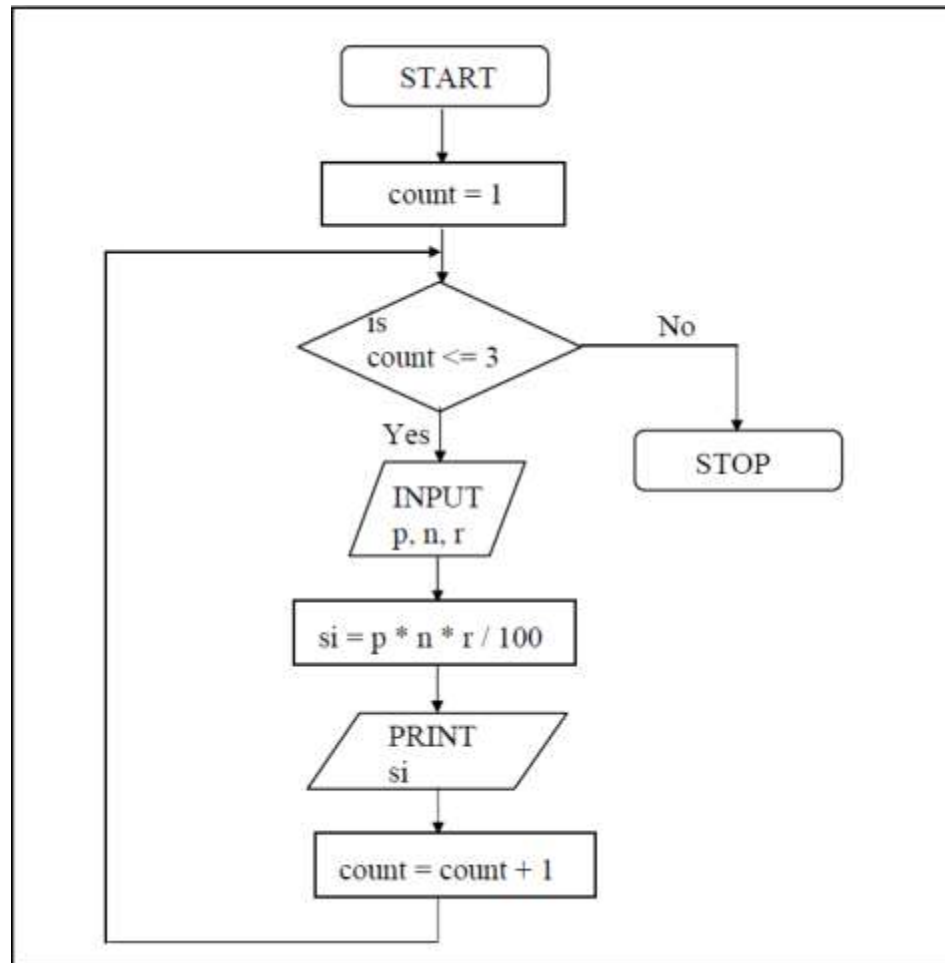 START
count = 1
is
count <= 3
No
Yes
STOP
INPUT
p, n, r
si = p * n * r / 100
PRINT
si
count = count + 1